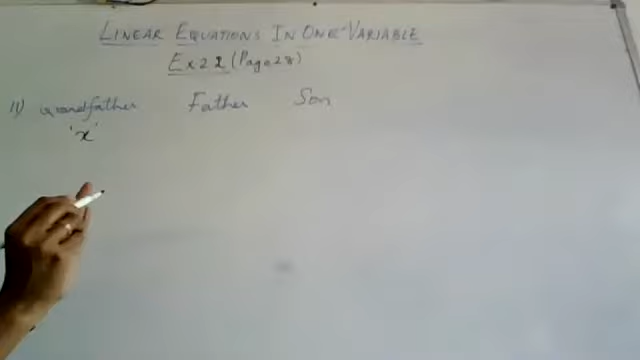 LINEAR EQUATIONS IN ONE-VARIABLE
Ex 2.2 (Page 28)
11) Grandfather Father Son
'x'